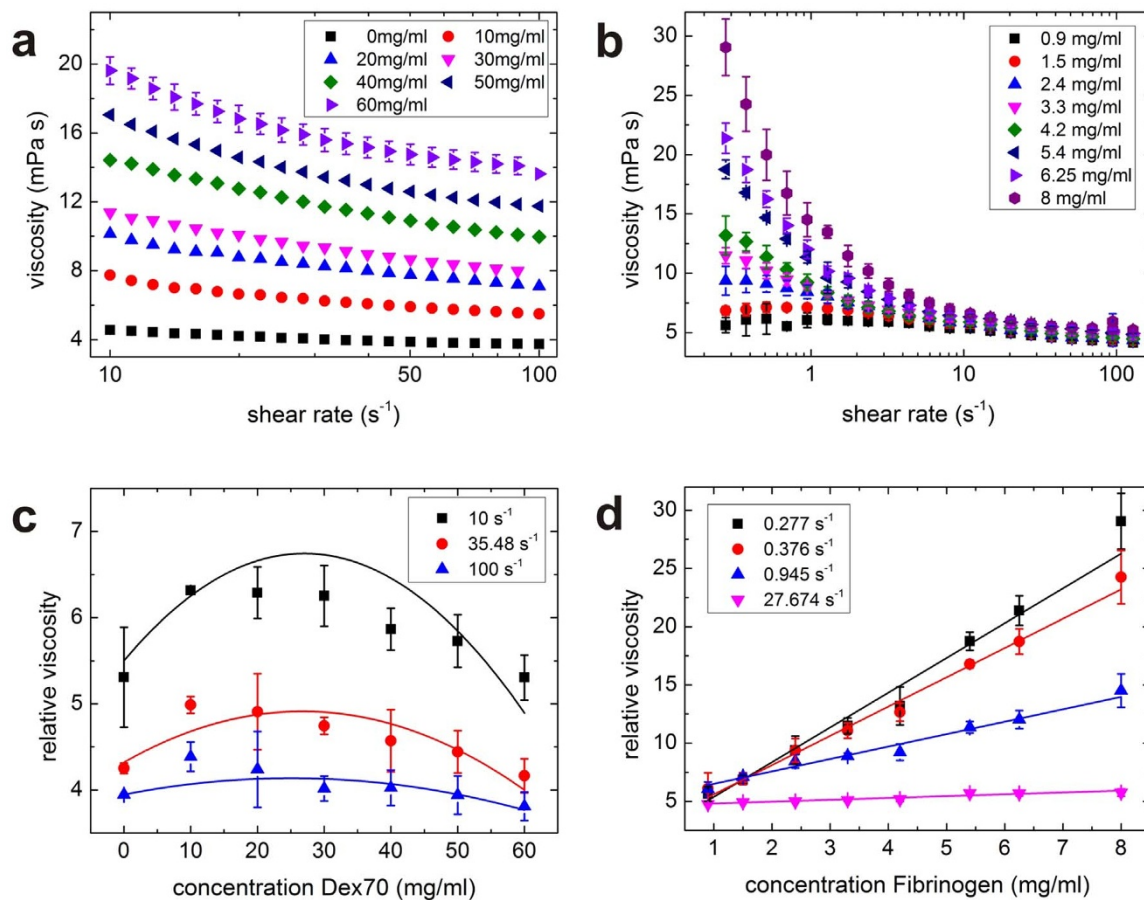 a
0mg/ml 10mg/ml
20mg/ml 30mg/ml
40mg/ml 50mg/ml
60mg/ml
20
16
12
8
4
viscosity (mPa s)
10 50 100
shear rate (s⁻¹)
b
0.9 mg/ml
1.5 mg/ml
2.4 mg/ml
3.3 mg/ml
4.2 mg/ml
5.4 mg/ml
6.25 mg/ml
8 mg/ml
30
25
20
15
10
5
viscosity (mPa s)
1 10 100
shear rate (s⁻¹)
c
10 s⁻¹
35.48 s⁻¹
100 s⁻¹
7
6
5
4
relative viscosity
0 10 20 30 40 50 60
concentration Dex70 (mg/ml)
d
0.277 s⁻¹
0.376 s⁻¹
0.945 s⁻¹
27.674 s⁻¹
30
25
20
15
10
5
relative viscosity
1 2 3 4 5 6 7 8
concentration Fibrinogen (mg/ml)